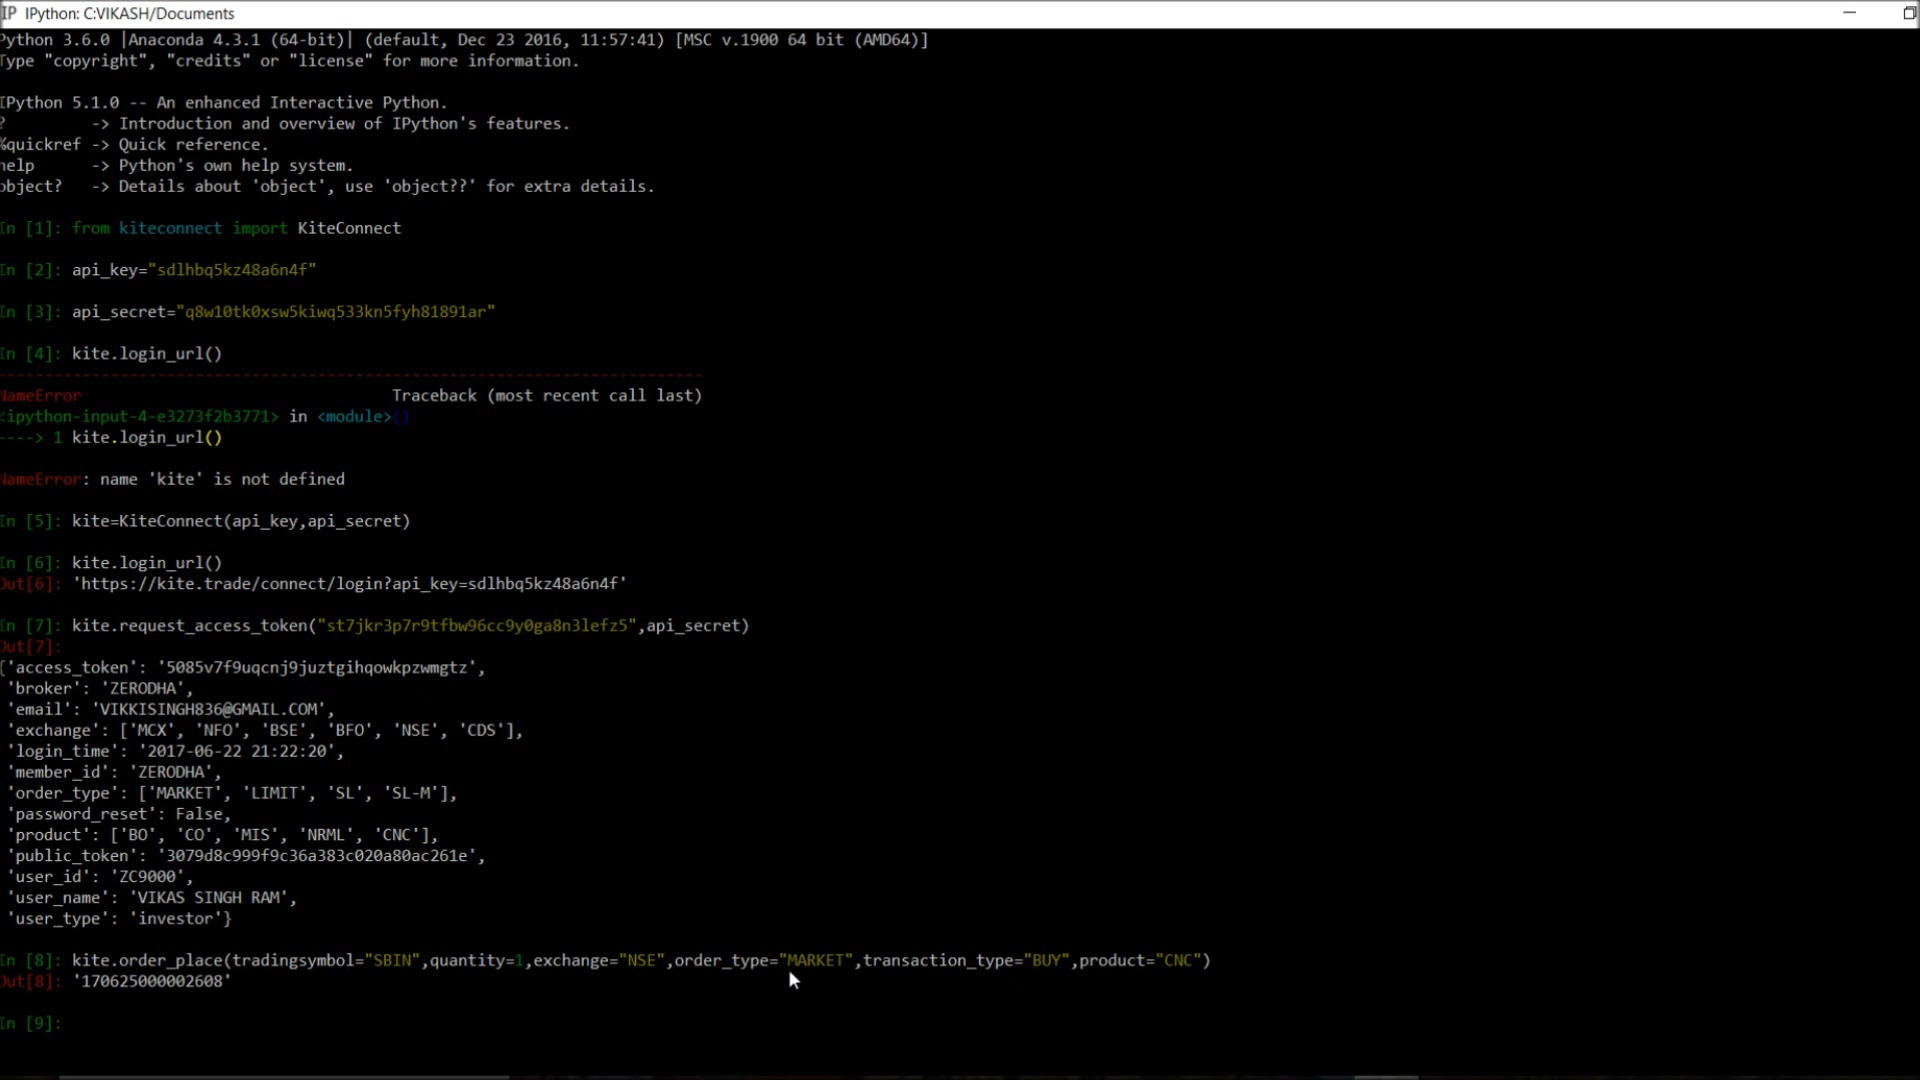 IP IPython: C:VIKASH/Documents
Python 3.6.0 |Anaconda 4.3.1 (64-bit)| (default, Dec 23 2016, 11:57:41) [MSC v.1900 64 bit (AMD64)]
Type "copyright", "credits" or "license" for more information.
IPython 5.1.0 -- An enhanced Interactive Python.
? -> Introduction and overview of IPython's features.
%quickref -> Quick reference.
help -> Python's own help system.
object? -> Details about 'object', use 'object??' for extra details.
In [1]: from kiteconnect import KiteConnect
In [2]: api_key="sdlhbq5kz48a6n4f"
In [3]: api_secret="q8w10tk0xsw5kiwq533kn5fyh81891ar"
In [4]: kite.login_url()
---------------------------------------------------------------------------
NameError Traceback (most recent call last)
<ipython-input-4-e3273f2b3771> in <module>()
----> 1 kite.login_url()
NameError: name 'kite' is not defined
In [5]: kite=KiteConnect(api_key,api_secret)
In [6]: kite.login_url()
Out[6]: 'https://kite.trade/connect/login?api_key=sdlhbq5kz48a6n4f'
In [7]: kite.request_access_token("st7jkr3p7r9tfbw96cc9y0ga8n3lefz5",api_secret)
Out[7]:
{'access_token': '5085v7f9uqcnj9juztgihqowkpzwmgtz',
'broker': 'ZERODHA',
'email': 'VIKKISINGH836@GMAIL.COM',
'exchange': ['MCX', 'NFO', 'BSE', 'BFO', 'NSE', 'CDS'],
'login_time': '2017-06-22 21:22:20',
'member_id': 'ZERODHA',
'order_type': ['MARKET', 'LIMIT', 'SL', 'SL-M'],
'password_reset': False,
'product': ['BO', 'CO', 'MIS', 'NRML', 'CNC'],
'public_token': '3079d8c999f9c36a383c020a80ac261e',
'user_id': 'ZC9000',
'user_name': 'VIKAS SINGH RAM',
'user_type': 'investor'}
In [8]: kite.order_place(tradingsymbol="SBIN",quantity=1,exchange="NSE",order_type="MARKET",transaction_type="BUY",product="CNC")
Out[8]: '170625000002608'
In [9]: